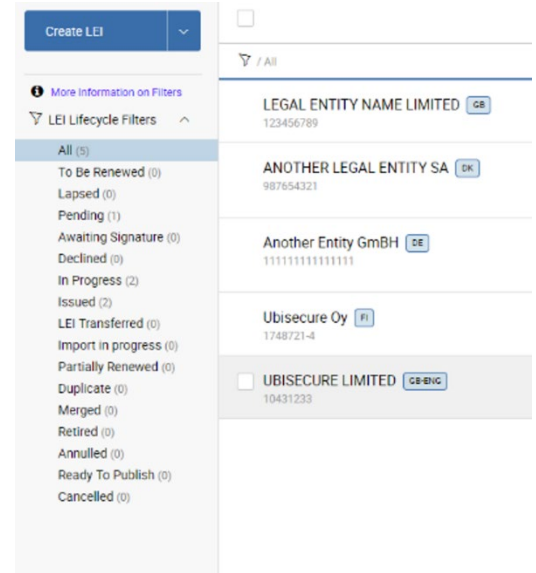 Create LEI
More Information on Filters
LEI Lifecycle Filters
All (5)
To Be Renewed (0)
Lapsed (0)
Pending (1)
Awaiting Signature (0)
Declined (0)
In Progress (2)
Issued (2)
LEI Transferred (0)
Import in progress (0)
Partially Renewed (0)
Duplicate (0)
Merged (0)
Retired (0)
Annulled (0)
Ready To Publish (0)
Cancelled (0)
/ All
LEGAL ENTITY NAME LIMITED GB
123456789
ANOTHER LEGAL ENTITY SA DK
987654321
Another Entity GmBH DE
111111111111111
Ubisecure Oy FI
1748721-4
UBISECURE LIMITED GB-ENG
10431233